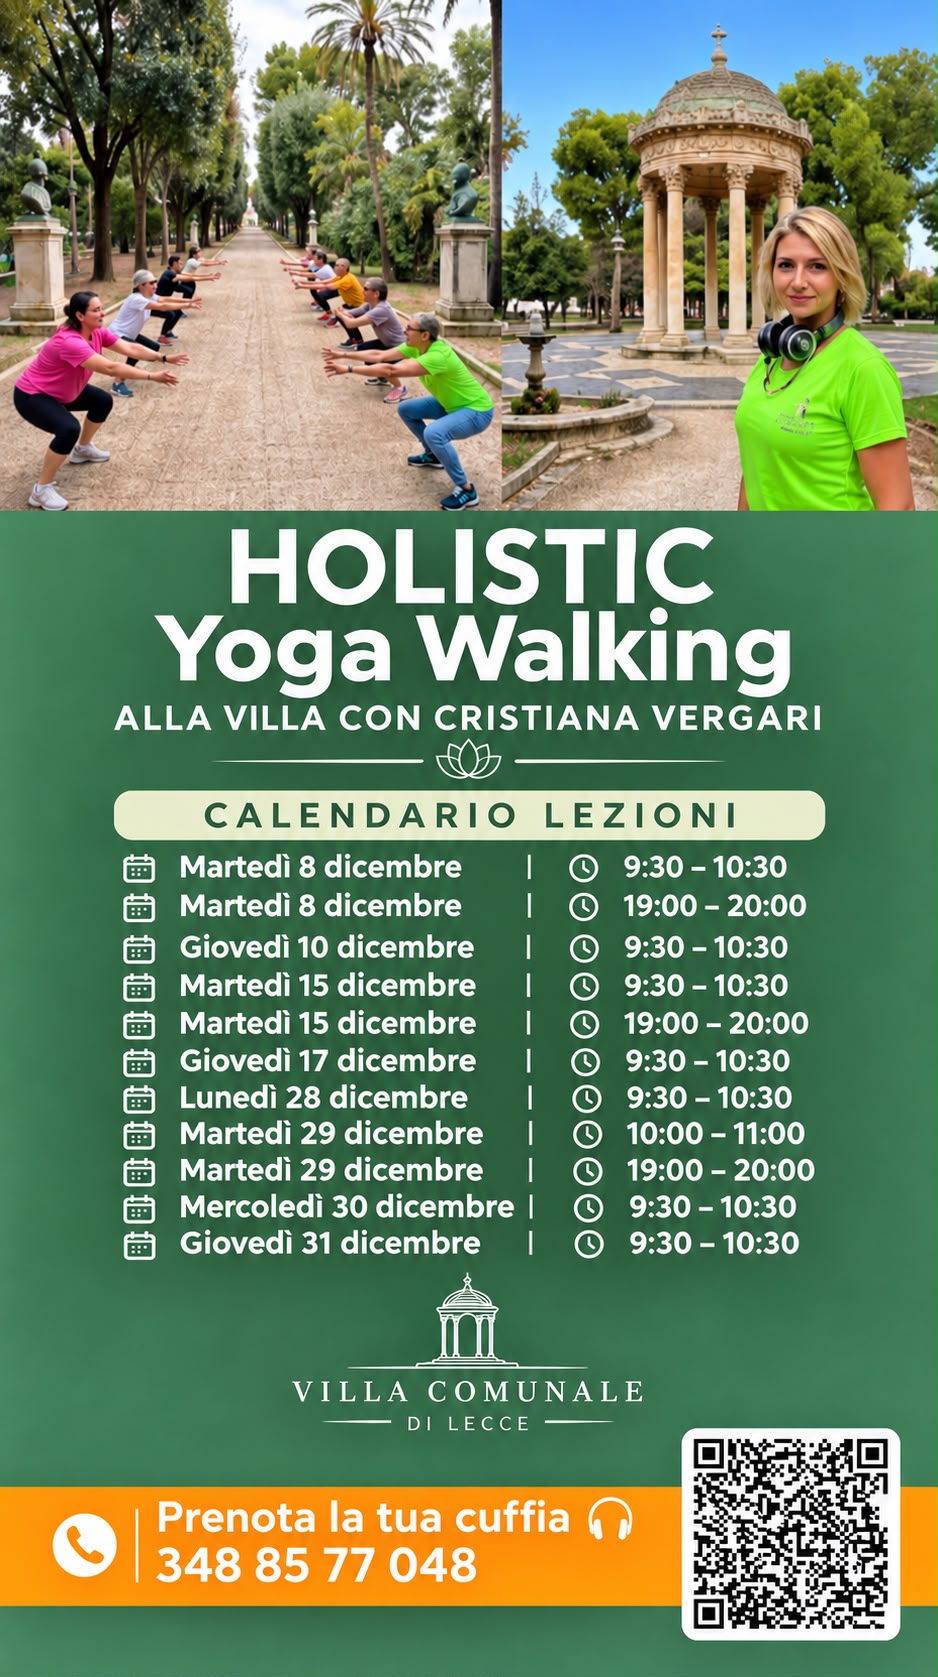 HOLISTIC
Yoga Walking
ALLA VILLA CON CRISTIANA VERGARI
CALENDARIO LEZIONI
Martedì 8 dicembre | 9:30 – 10:30
Martedì 8 dicembre | 19:00 – 20:00
Giovedì 10 dicembre | 9:30 – 10:30
Martedì 15 dicembre | 9:30 – 10:30
Martedì 15 dicembre | 19:00 – 20:00
Giovedì 17 dicembre | 9:30 – 10:30
Lunedì 28 dicembre | 9:30 – 10:30
Martedì 29 dicembre | 10:00 – 11:00
Martedì 29 dicembre | 19:00 – 20:00
Mercoledì 30 dicembre | 9:30 – 10:30
Giovedì 31 dicembre | 9:30 – 10:30
VILLA COMUNALE
DI LECCE
Prenota la tua cuffia
348 85 77 048